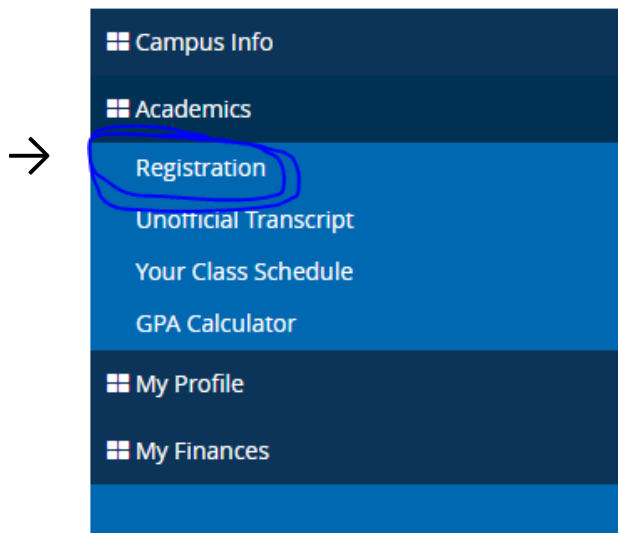 Campus Info
Academics
Registration
Unofficial Transcript
Your Class Schedule
GPA Calculator
My Profile
My Finances